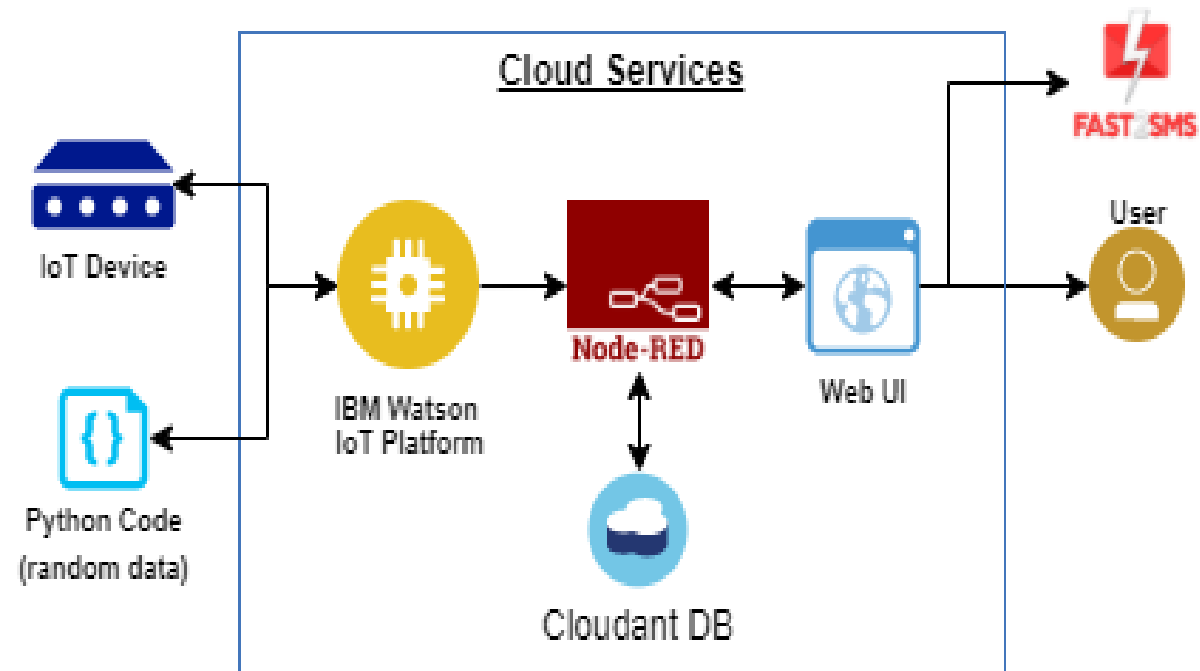 Cloud Services
FAST2SMS
IoT Device
User
Node-RED
IBM Watson
IoT Platform
Web UI
Python Code
(random data)
Cloudant DB